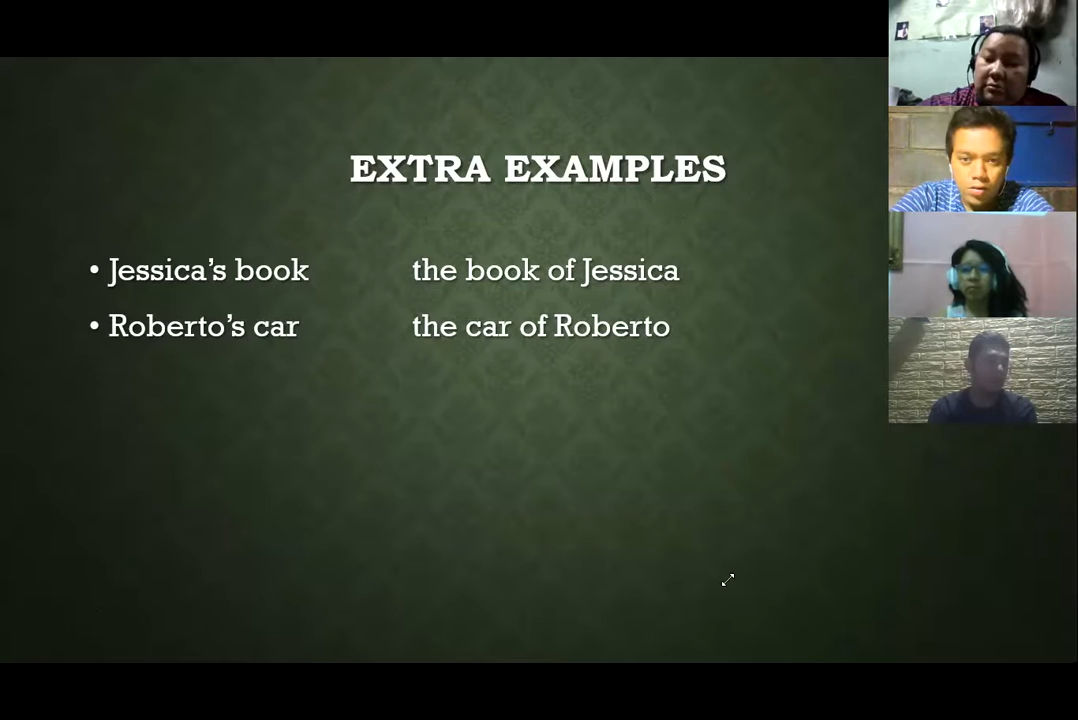 EXTRA EXAMPLES
• Jessica’s book the book of Jessica
• Roberto’s car the car of Roberto